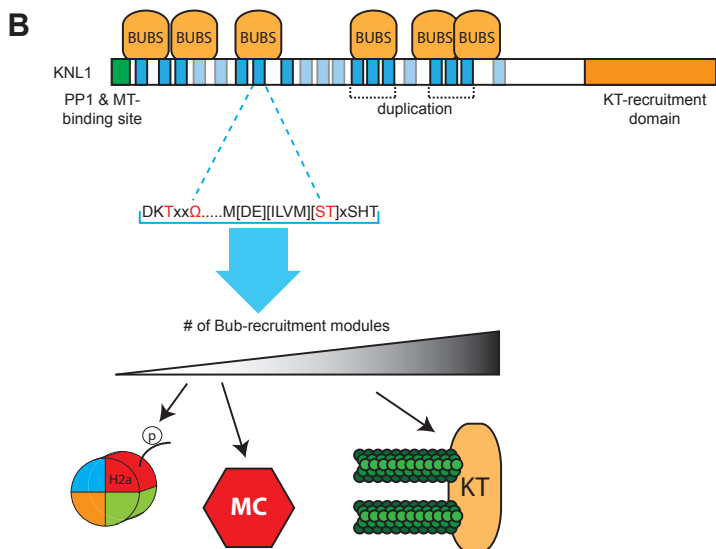 B
BUBS BUBS BUBS BUBS BUBS BUBS
KNL1
PP1 & MT-
binding site
duplication
KT-recruitment
domain
DKTxxΩ.....M[DE][ILVM][ST]xSHT
# of Bub-recruitment modules
p
H2a
MC
KT